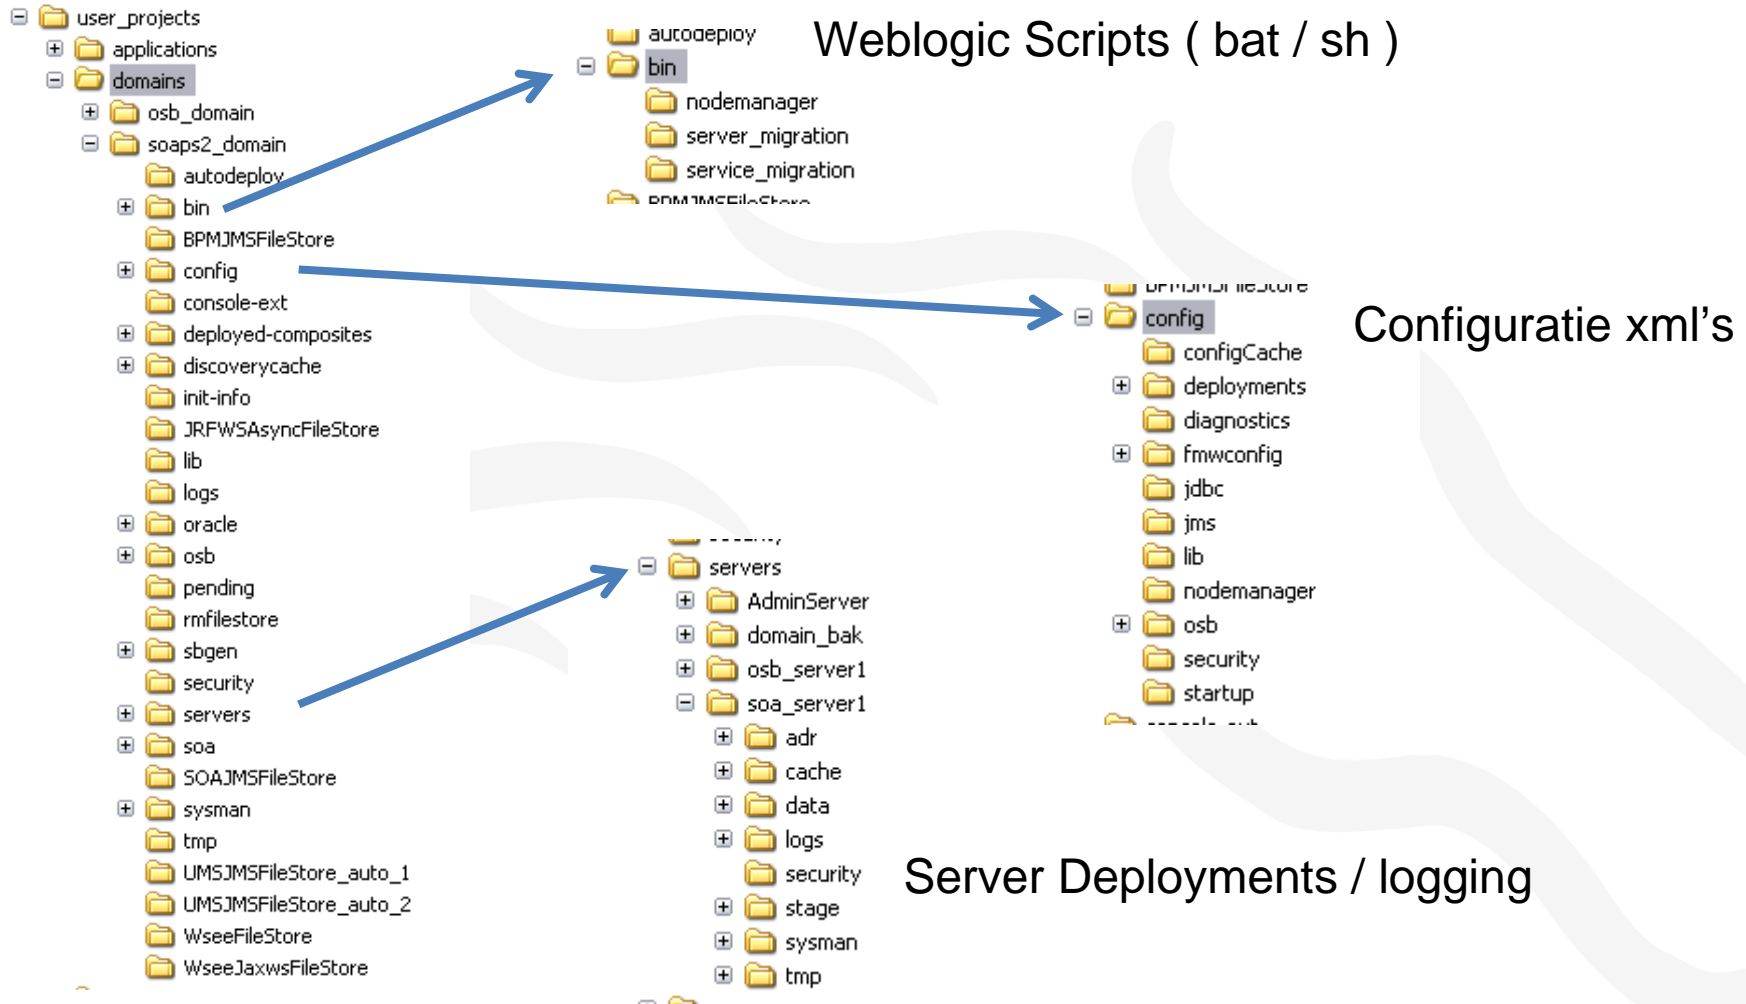 user_projects
applications
domains
osb_domain
soaps2_domain
autodeploy
bin
BPMJMSFileStore
config
console-ext
deployed-composites
discoverycache
init-info
JRFWSAsyncFileStore
lib
logs
oracle
osb
pending
rmfilestore
sbgen
security
servers
soa
SOAJMSFileStore
sysman
tmp
UMSJMSFileStore_auto_1
UMSJMSFileStore_auto_2
WseeFileStore
WseeJaxwsFileStore
autodeploy
bin
nodemanager
server_migration
service_migration
BPMJMSFileStore
Weblogic Scripts ( bat / sh )
BPMJMSFileStore
config
configCache
deployments
diagnostics
fmwconfig
jdbc
jms
lib
nodemanager
osb
security
startup
Configuratie xml's
servers
AdminServer
domain_bak
osb_server1
soa_server1
adr
cache
data
logs
security
stage
sysman
tmp
Server Deployments / logging